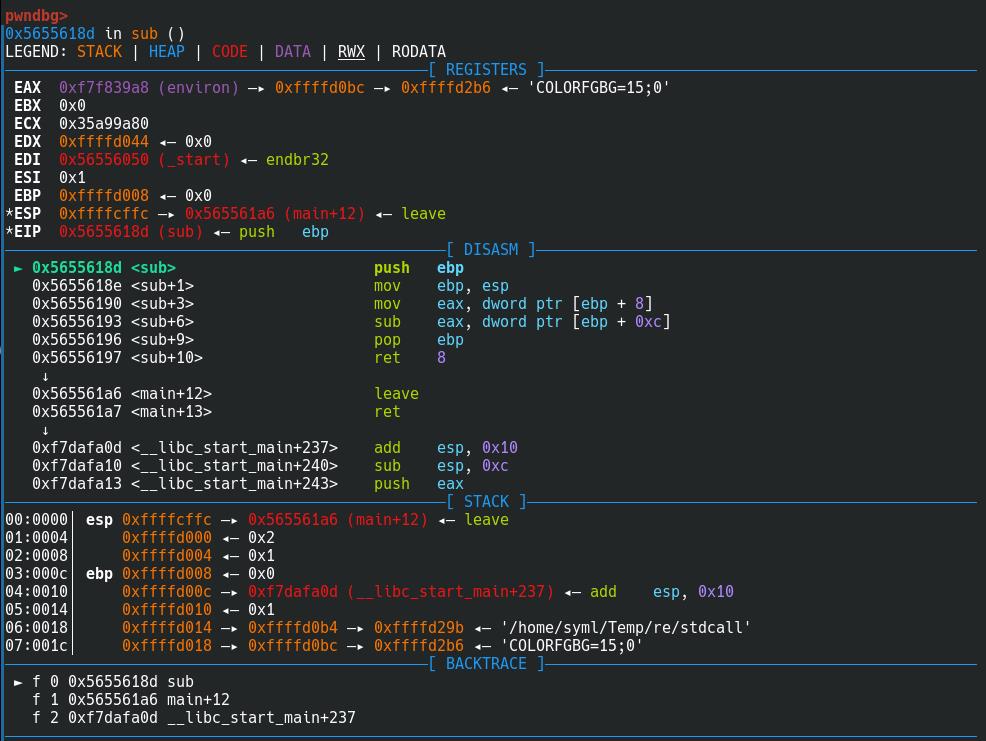 pwndbg>
0x5655618d in sub ()
LEGEND: STACK | HEAP | CODE | DATA | RWX | RODATA
[ REGISTERS ]
EAX 0xf7f839a8 (environ) —▸ 0xffffd0bc —▸ 0xffffd2b6 ◂— 'COLORFGBG=15;0'
EBX 0x0
ECX 0x35a99a80
EDX 0xffffd044 ◂— 0x0
EDI 0x56556050 (_start) ◂— endbr32
ESI 0x1
EBP 0xffffd008 ◂— 0x0
*ESP 0xffffcffc —▸ 0x565561a6 (main+12) ◂— leave
*EIP 0x5655618d (sub) ◂— push ebp
[ DISASM ]
► 0x5655618d <sub> push ebp
0x5655618e <sub+1> mov ebp, esp
0x56556190 <sub+3> mov eax, dword ptr [ebp + 8]
0x56556193 <sub+6> sub eax, dword ptr [ebp + 0xc]
0x56556196 <sub+9> pop ebp
0x56556197 <sub+10> ret 8
↓
0x565561a6 <main+12> leave
0x565561a7 <main+13> ret
↓
0xf7dafa0d <__libc_start_main+237> add esp, 0x10
0xf7dafa10 <__libc_start_main+240> sub esp, 0xc
0xf7dafa13 <__libc_start_main+243> push eax
[ STACK ]
00:0000│ esp 0xffffcffc —▸ 0x565561a6 (main+12) ◂— leave
01:0004│ 0xffffd000 ◂— 0x2
02:0008│ 0xffffd004 ◂— 0x1
03:000c│ ebp 0xffffd008 ◂— 0x0
04:0010│ 0xffffd00c —▸ 0xf7dafa0d (__libc_start_main+237) ◂— add esp, 0x10
05:0014│ 0xffffd010 ◂— 0x1
06:0018│ 0xffffd014 —▸ 0xffffd0b4 —▸ 0xffffd29b ◂— '/home/syml/Temp/re/stdcall'
07:001c│ 0xffffd018 —▸ 0xffffd0bc —▸ 0xffffd2b6 ◂— 'COLORFGBG=15;0'
[ BACKTRACE ]
► f 0 0x5655618d sub
f 1 0x565561a6 main+12
f 2 0xf7dafa0d __libc_start_main+237